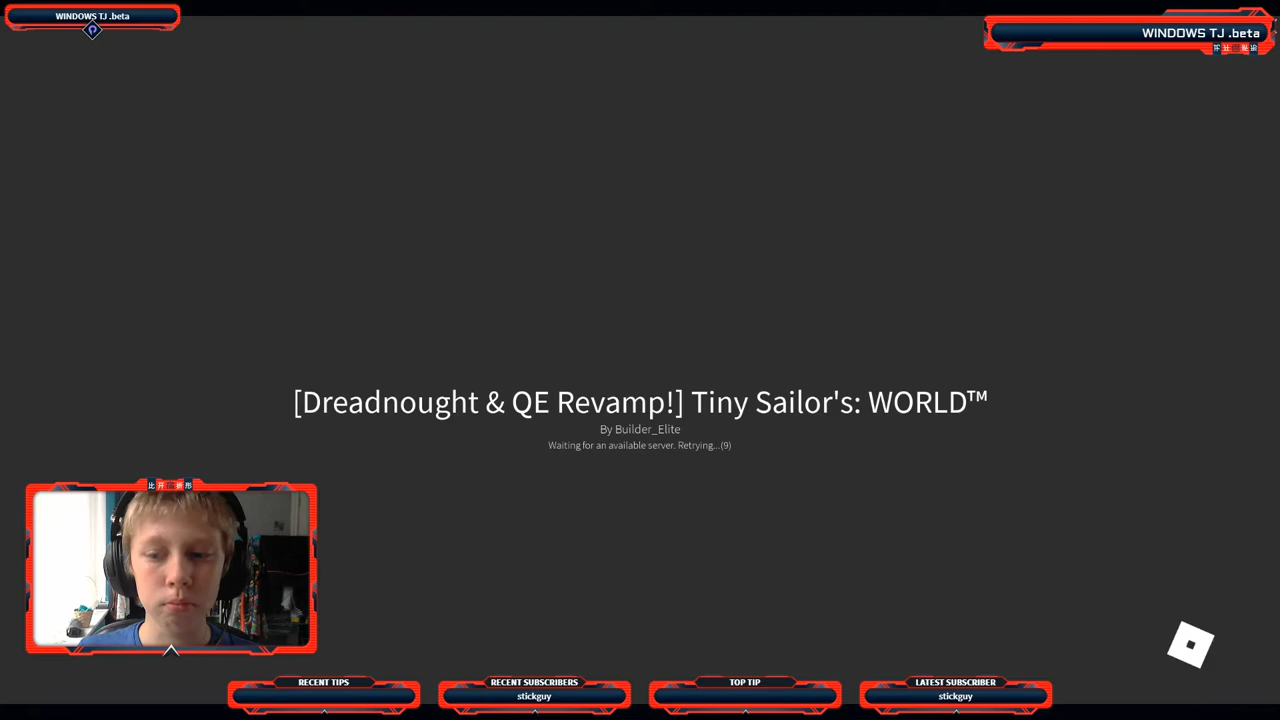 WINDOWS TJ .beta
WINDOWS TJ .beta
[Dreadnought & QE Revamp!] Tiny Sailor's: WORLD™
By Builder_Elite
Waiting for an available server. Retrying...(9)
RECENT TIPS
RECENT SUBSCRIBERS
stickguy
TOP TIP
LATEST SUBSCRIBER
stickguy